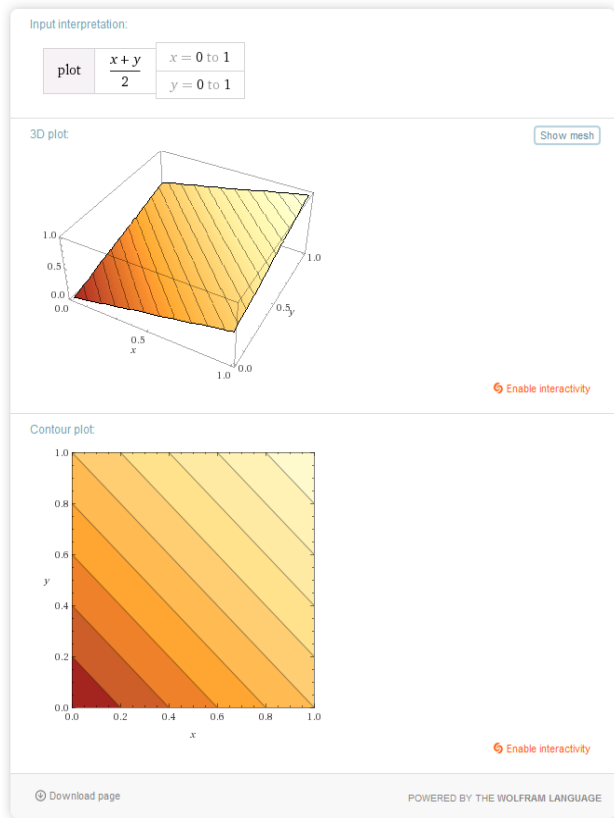 Input interpretation:
plot
x + y
2
x = 0 to 1
y = 0 to 1
3D plot:
Show mesh
1.0
0.5
0.0
0.0
0.5
x
1.0
0.0
0.5
y
1.0
Enable interactivity
Contour plot:
1.0
0.8
0.6
y
0.4
0.2
0.0
0.0 0.2 0.4 0.6 0.8 1.0
x
Enable interactivity
Download page
POWERED BY THE WOLFRAM LANGUAGE